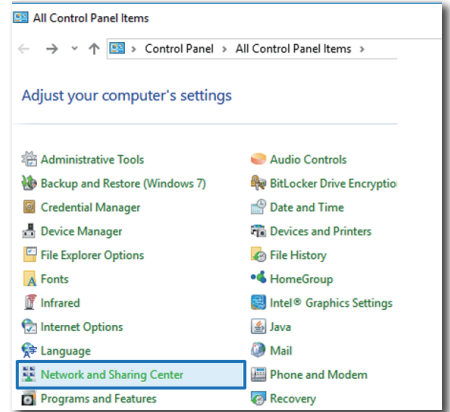 All Control Panel Items
Control Panel > All Control Panel Items >
Adjust your computer's settings
Administrative Tools
Audio Controls
Backup and Restore (Windows 7)
BitLocker Drive Encryptio
Credential Manager
Date and Time
Device Manager
Devices and Printers
File Explorer Options
File History
Fonts
HomeGroup
Infrared
Intel® Graphics Settings
Internet Options
Java
Language
Mail
Network and Sharing Center
Phone and Modem
Programs and Features
Recovery